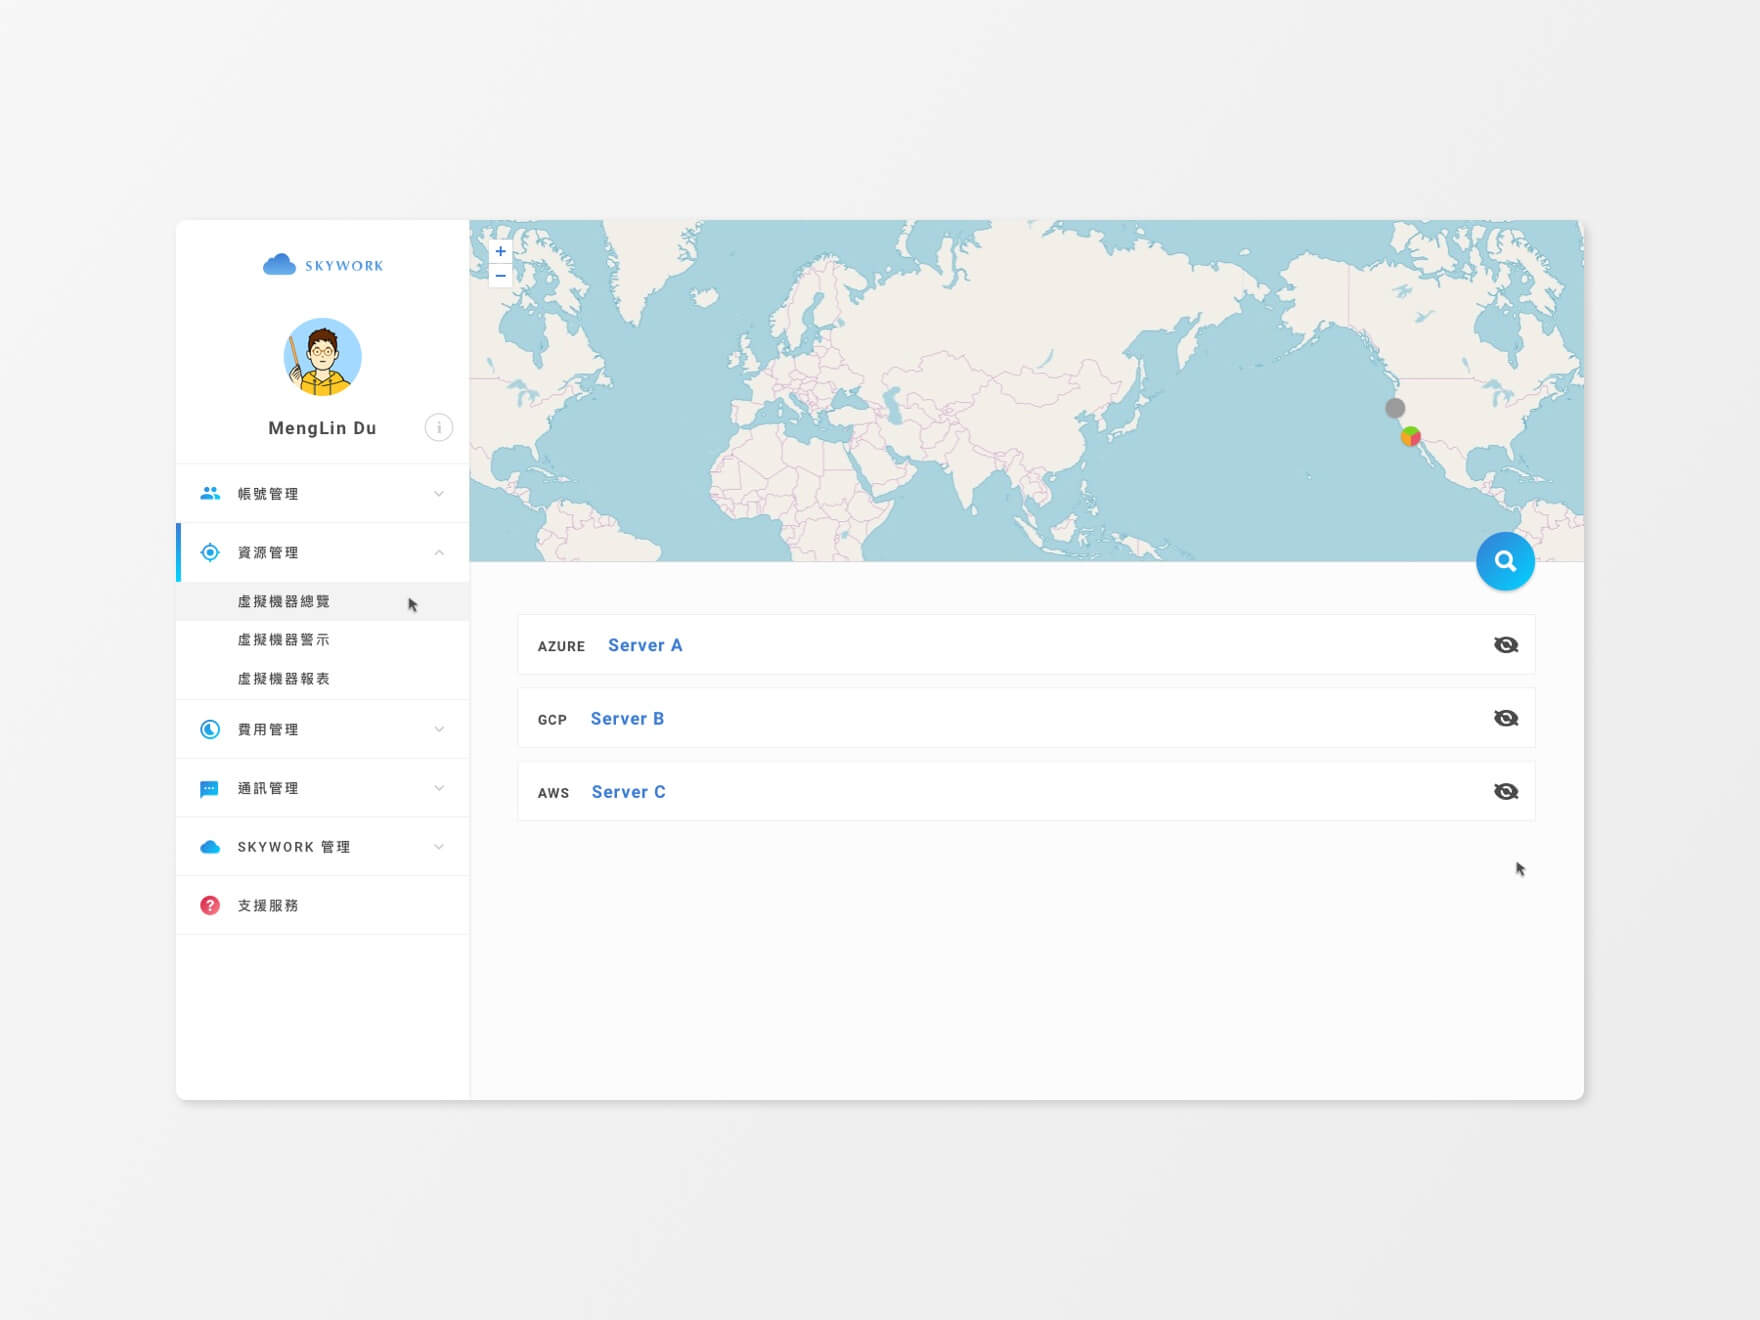 SKYWORK
MengLin Du
帳號管理
資源管理
虛擬機器總覽
虛擬機器警示
虛擬機器報表
費用管理
通訊管理
SKYWORK 管理
支援服務
AZURE Server A
GCP Server B
AWS Server C